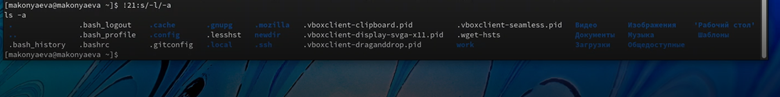 [makonyaeva@makonyaeva ~]$ !21:s/-l/-a
ls -a
. .bash_logout .cache .gnupg .mozilla .vboxclient-clipboard.pid .vboxclient-seamless.pid Видео Изображения 'Рабочий стол'
.. .bash_profile .config .lesshst newdir .vboxclient-display-svga-x11.pid .wget-hsts Документы Музыка Шаблоны
.bash_history .bashrc .gitconfig .local .ssh .vboxclient-draganddrop.pid work Загрузки Общедоступные
[makonyaeva@makonyaeva ~]$